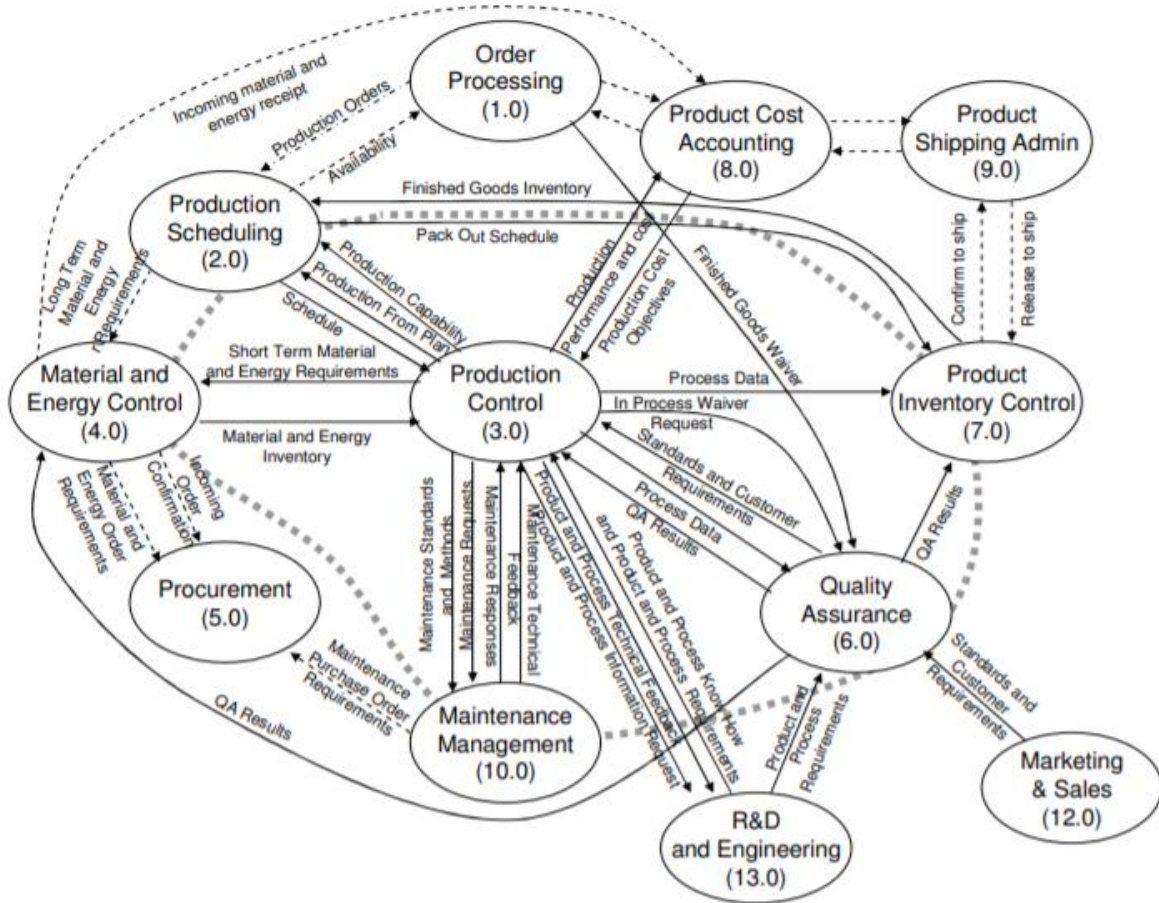 Order
Processing
(1.0)
Incoming material and
energy receipt
Production Orders
Availability
Product Cost
Accounting
(8.0)
Product
Shipping Admin
(9.0)
Production
Scheduling
(2.0)
Finished Goods Inventory
Pack Out Schedule
Long Term
Material and
Energy
Requirements
Production Capability
Production From Plan
Schedule
Production
Performance and cost
Production Cost
Objectives
Finished Goods Waiver
Confirm to ship
Release to ship
Short Term Material
and Energy Requirements
Material and
Energy Control
(4.0)
Material and Energy
Inventory
Production
Control
(3.0)
Process Data
In Process Waiver
Request
Product
Inventory Control
(7.0)
Standards and Customer
Requirements
Process Data
QA Results
QA Results
Incoming
Order
Confirmation
Material and
Energy Order
Requirements
Procurement
(5.0)
Maintenance Standards
and Methods
Maintenance Requests
Maintenance Responses
Maintenance Technical
Feedback
Product and Process Know How
and Product and Process Requirements
Product and Process Technical Feedback
Product and Process Information Request
Quality
Assurance
(6.0)
Maintenance
Purchase Order
Requirements
Maintenance
Management
(10.0)
QA Results
Product and
Process
Requirements
Standards and
Customer
Requirements
Marketing
& Sales
(12.0)
R&D
and Engineering
(13.0)